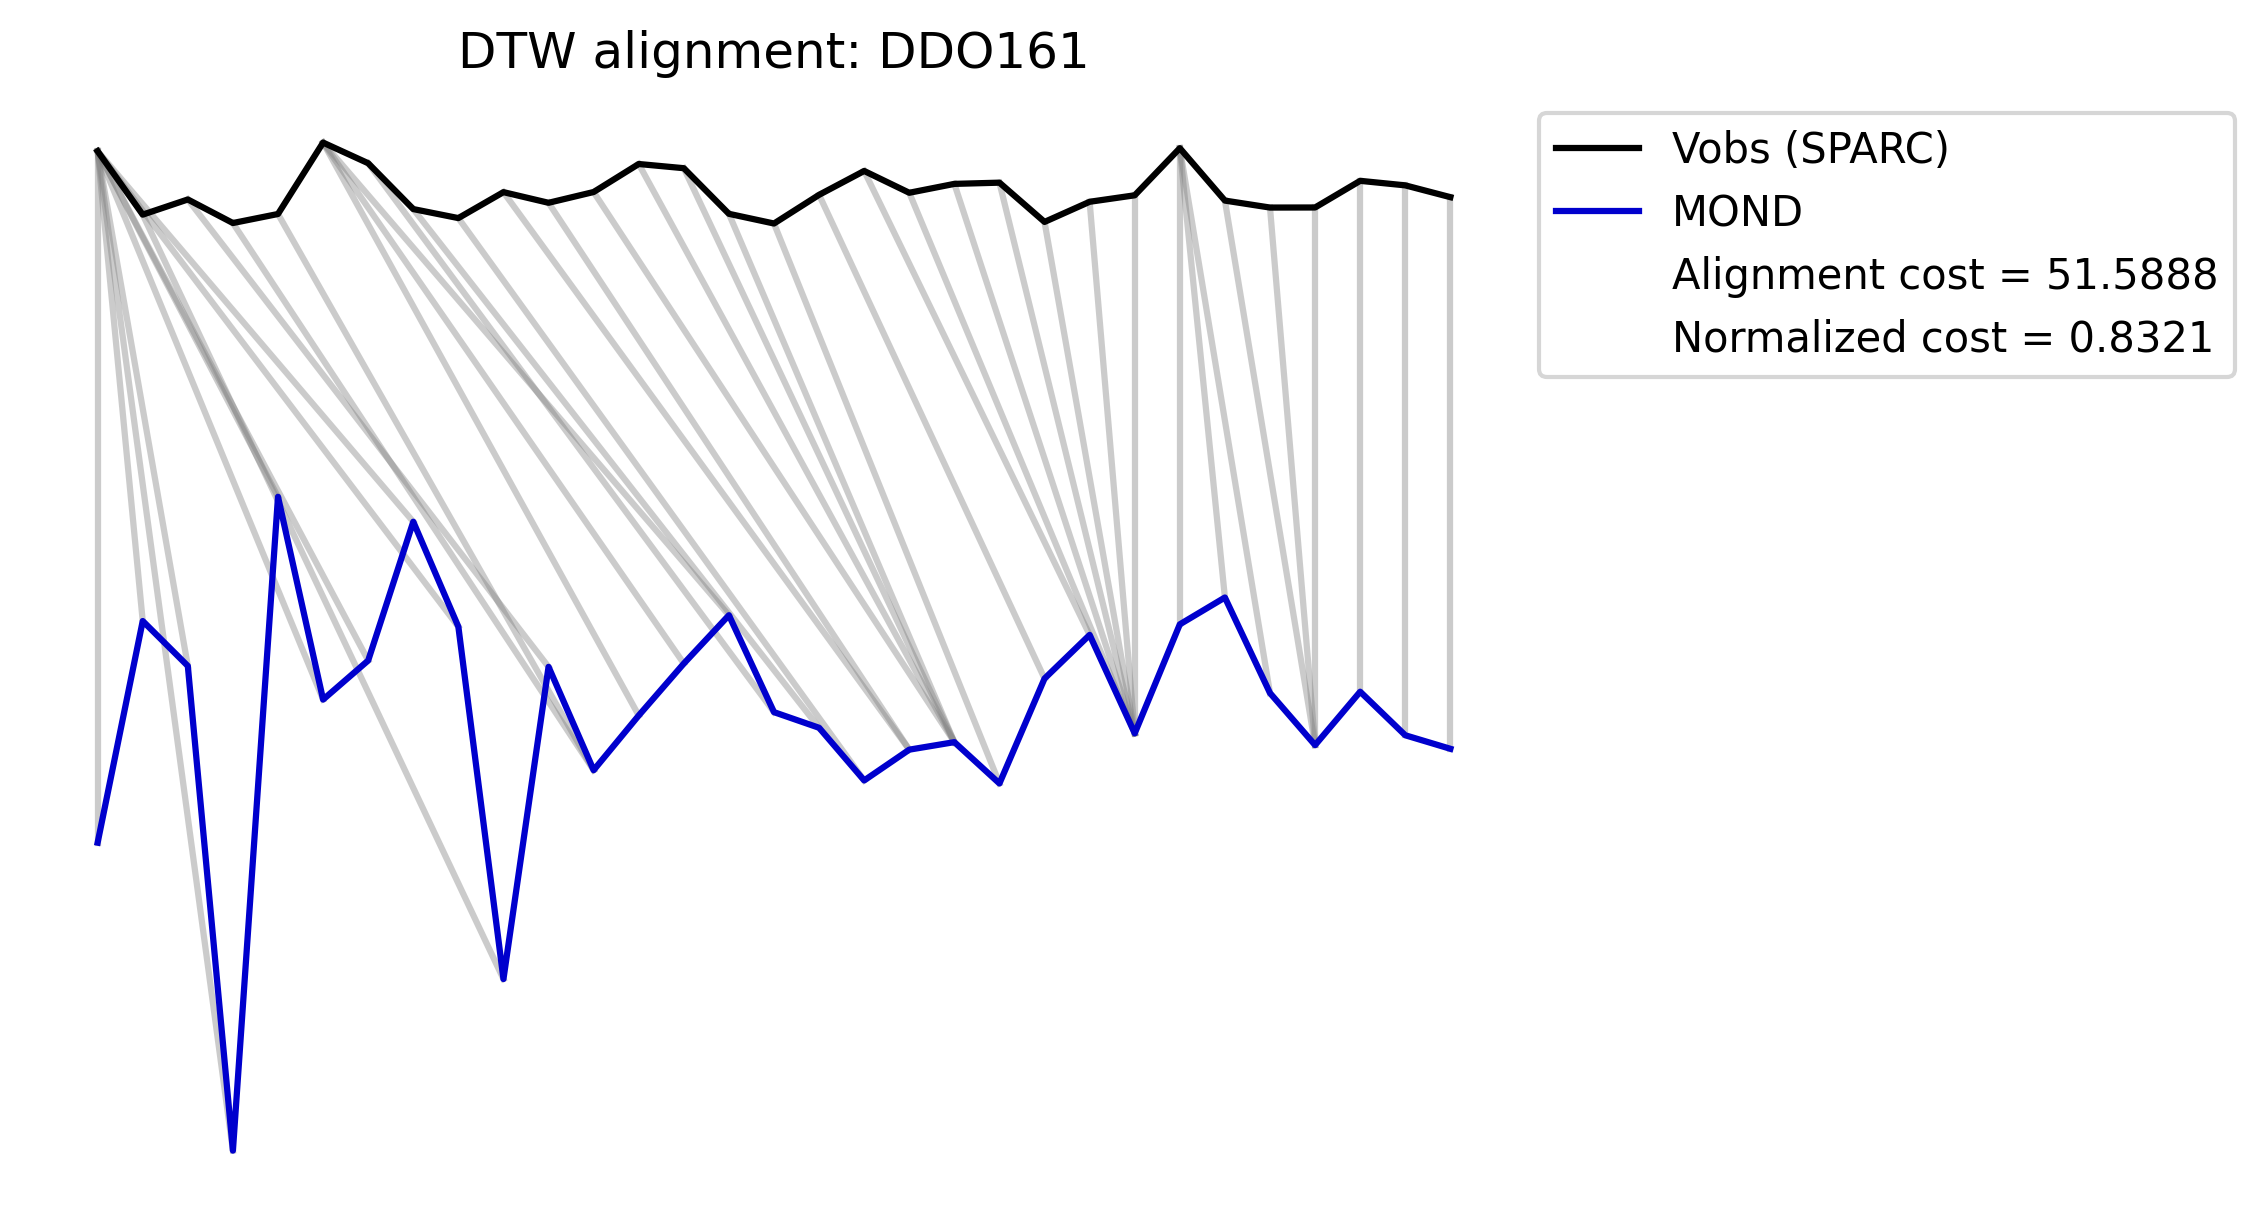 DTW alignment: DDO161
Vobs (SPARC)
MOND
Alignment cost = 51.5888
Normalized cost = 0.8321